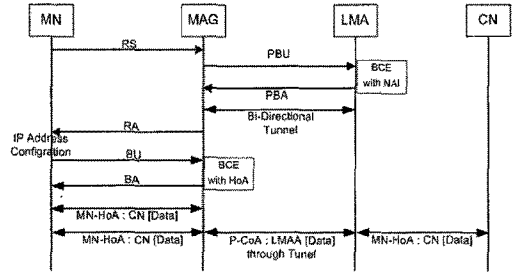 MN MAG LMA CN
RS
PBU
BCE
with NAI
PBA
Bi-Directional
Tunnel
RA
IP Address
Configration
BU
BCE
with HoA
BA
MN-HoA : CN [Data]
MN-HoA : CN [Data] P-CoA : LMAA [Data] MN-HoA : CN [Data]
through Tunel